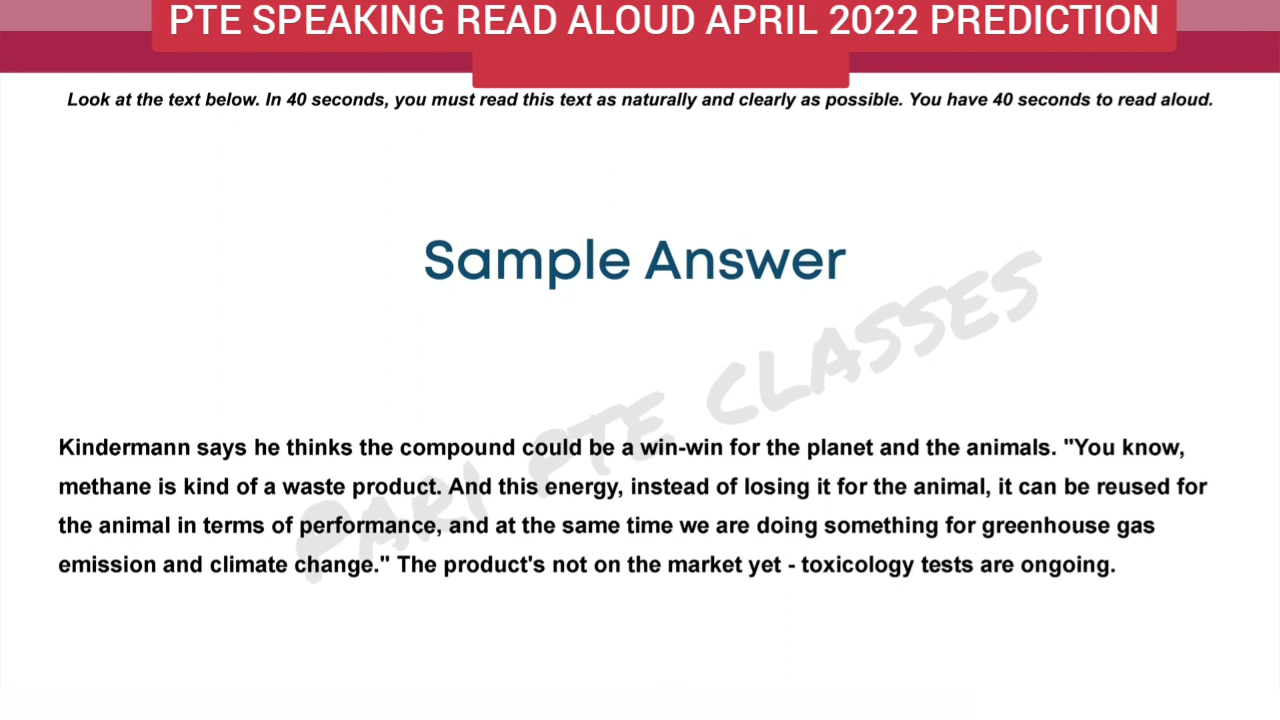 PTE SPEAKING READ ALOUD APRIL 2022 PREDICTION
Look at the text below. In 40 seconds, you must read this text as naturally and clearly as possible. You have 40 seconds to read aloud.
Sample Answer
PARI PTE CLASSES
Kindermann says he thinks the compound could be a win-win for the planet and the animals. "You know,
methane is kind of a waste product. And this energy, instead of losing it for the animal, it can be reused for
the animal in terms of performance, and at the same time we are doing something for greenhouse gas
emission and climate change." The product's not on the market yet - toxicology tests are ongoing.